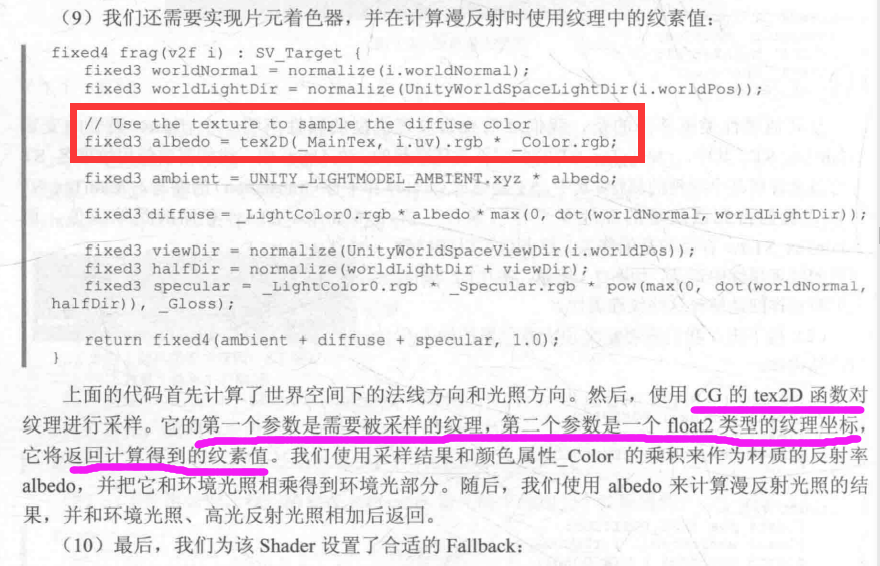 （9）我们还需要实现片元着色器，并在计算漫反射时使用纹理中的纹素值：
fixed4 frag(v2f i) : SV_Target {
fixed3 worldNormal = normalize(i.worldNormal);
fixed3 worldLightDir = normalize(UnityWorldSpaceLightDir(i.worldPos));
// Use the texture to sample the diffuse color
fixed3 albedo = tex2D(_MainTex, i.uv).rgb * _Color.rgb;
fixed3 ambient = UNITY_LIGHTMODEL_AMBIENT.xyz * albedo;
fixed3 diffuse = _LightColor0.rgb * albedo * max(0, dot(worldNormal, worldLightDir));
fixed3 viewDir = normalize(UnityWorldSpaceViewDir(i.worldPos));
fixed3 halfDir = normalize(worldLightDir + viewDir);
fixed3 specular = _LightColor0.rgb * _Specular.rgb * pow(max(0, dot(worldNormal,
halfDir)), _Gloss);
return fixed4(ambient + diffuse + specular, 1.0);
}
上面的代码首先计算了世界空间下的法线方向和光照方向。然后，使用 CG 的 tex2D 函数对
纹理进行采样。它的第一个参数是需要被采样的纹理，第二个参数是一个 float2 类型的纹理坐标，
它将返回计算得到的纹素值。我们使用采样结果和颜色属性_Color 的乘积来作为材质的反射率
albedo，并把它和环境光照相乘得到环境光部分。随后，我们使用 albedo 来计算漫反射光照的结
果，并和环境光照、高光反射光照相加后返回。
（10）最后，我们为该 Shader 设置了合适的 Fallback：